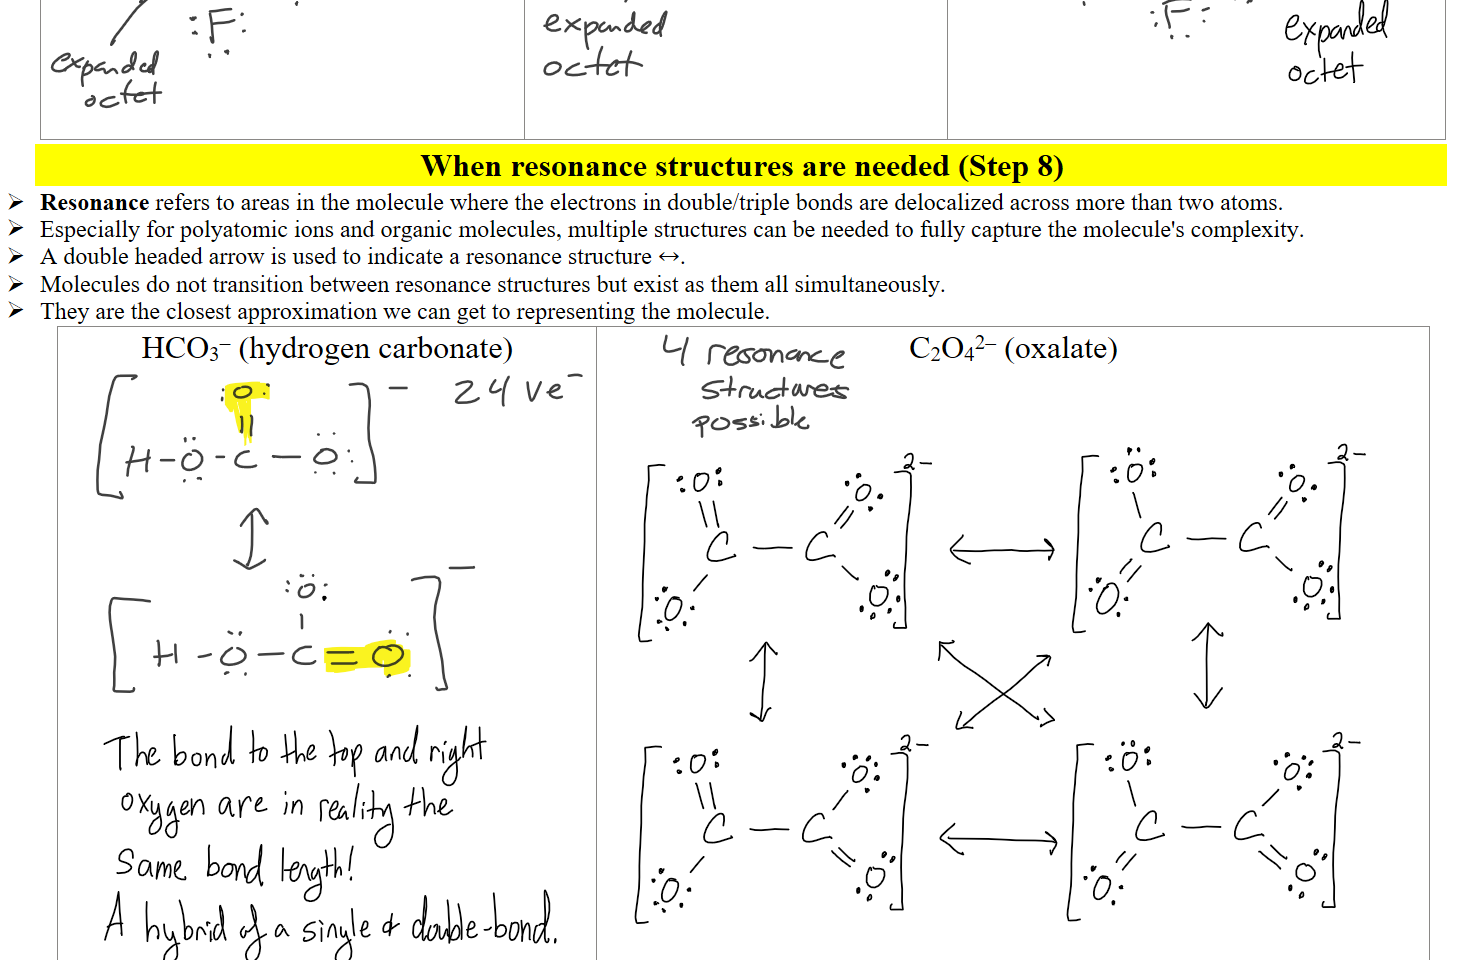 :F:
expanded
octet
expanded
octet
:F:
expanded
octet
When resonance structures are needed (Step 8)
➢ Resonance refers to areas in the molecule where the electrons in double/triple bonds are delocalized across more than two atoms.
➢ Especially for polyatomic ions and organic molecules, multiple structures can be needed to fully capture the molecule's complexity.
➢ A double headed arrow is used to indicate a resonance structure ↔.
➢ Molecules do not transition between resonance structures but exist as them all simultaneously.
➢ They are the closest approximation we can get to representing the molecule.
HCO₃⁻ (hydrogen carbonate)
24 ve⁻
O
H-O-C-O
−
O
H-O-C=O
−
The bond to the top and right
oxygen are in reality the
same bond length!
A hybrid of a single & double-bond.
C₂O₄²⁻ (oxalate)
4 resonance
structures
possible
O O 2−
C — C
O O
O O 2−
C — C
O O
O O 2−
C — C
O O
O O 2−
C — C
O O